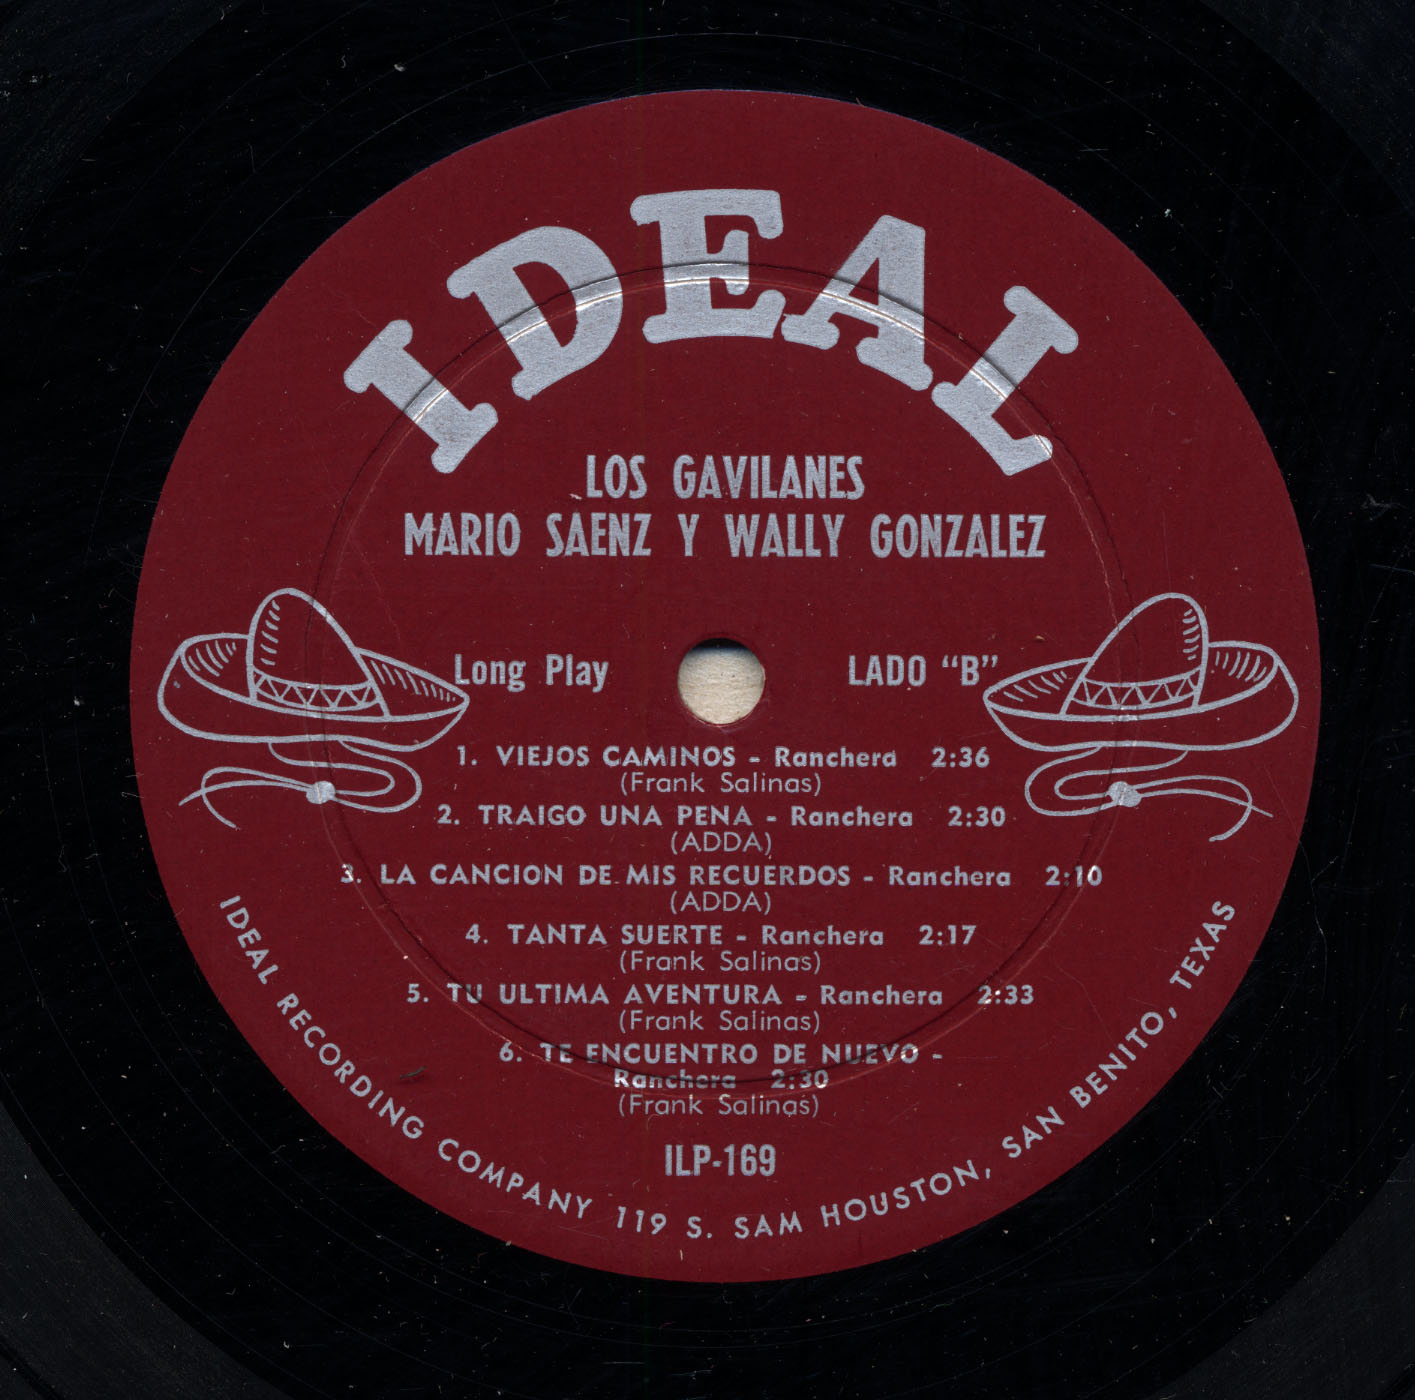 IDEAL
LOS GAVILANES
MARIO SAENZ Y WALLY GONZALEZ
Long Play
LADO "B"
1. VIEJOS CAMINOS - Ranchera 2:36
(Frank Salinas)
2. TRAIGO UNA PENA - Ranchera 2:30
(ADDA)
3. LA CANCION DE MIS RECUERDOS - Ranchera 2:10
(ADDA)
4. TANTA SUERTE - Ranchera 2:17
(Frank Salinas)
5. TU ULTIMA AVENTURA - Ranchera 2:33
(Frank Salinas)
6. TE ENCUENTRO DE NUEVO -
Ranchera 2:30
(Frank Salinas)
ILP-169
IDEAL RECORDING COMPANY 119 S. SAM HOUSTON, SAN BENITO, TEXAS